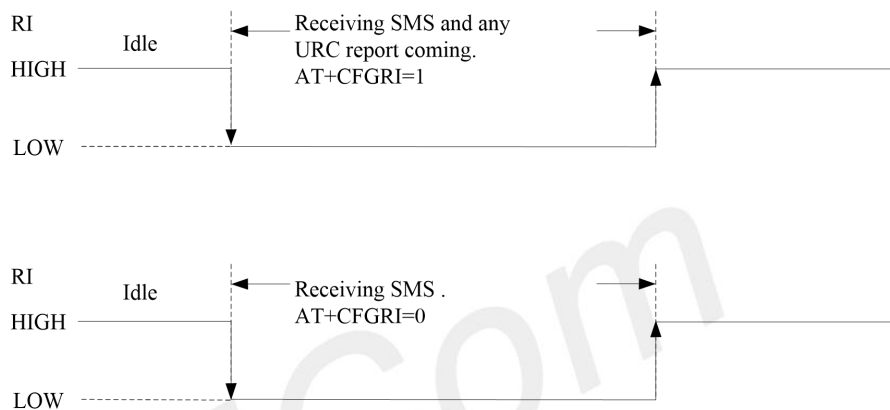 RI
Idle
Receiving SMS and any
URC report coming.
HIGH
AT+CFGRI=1
LOW
RI
Idle
Receiving SMS .
HIGH
AT+CFGRI=0
LOW
Com